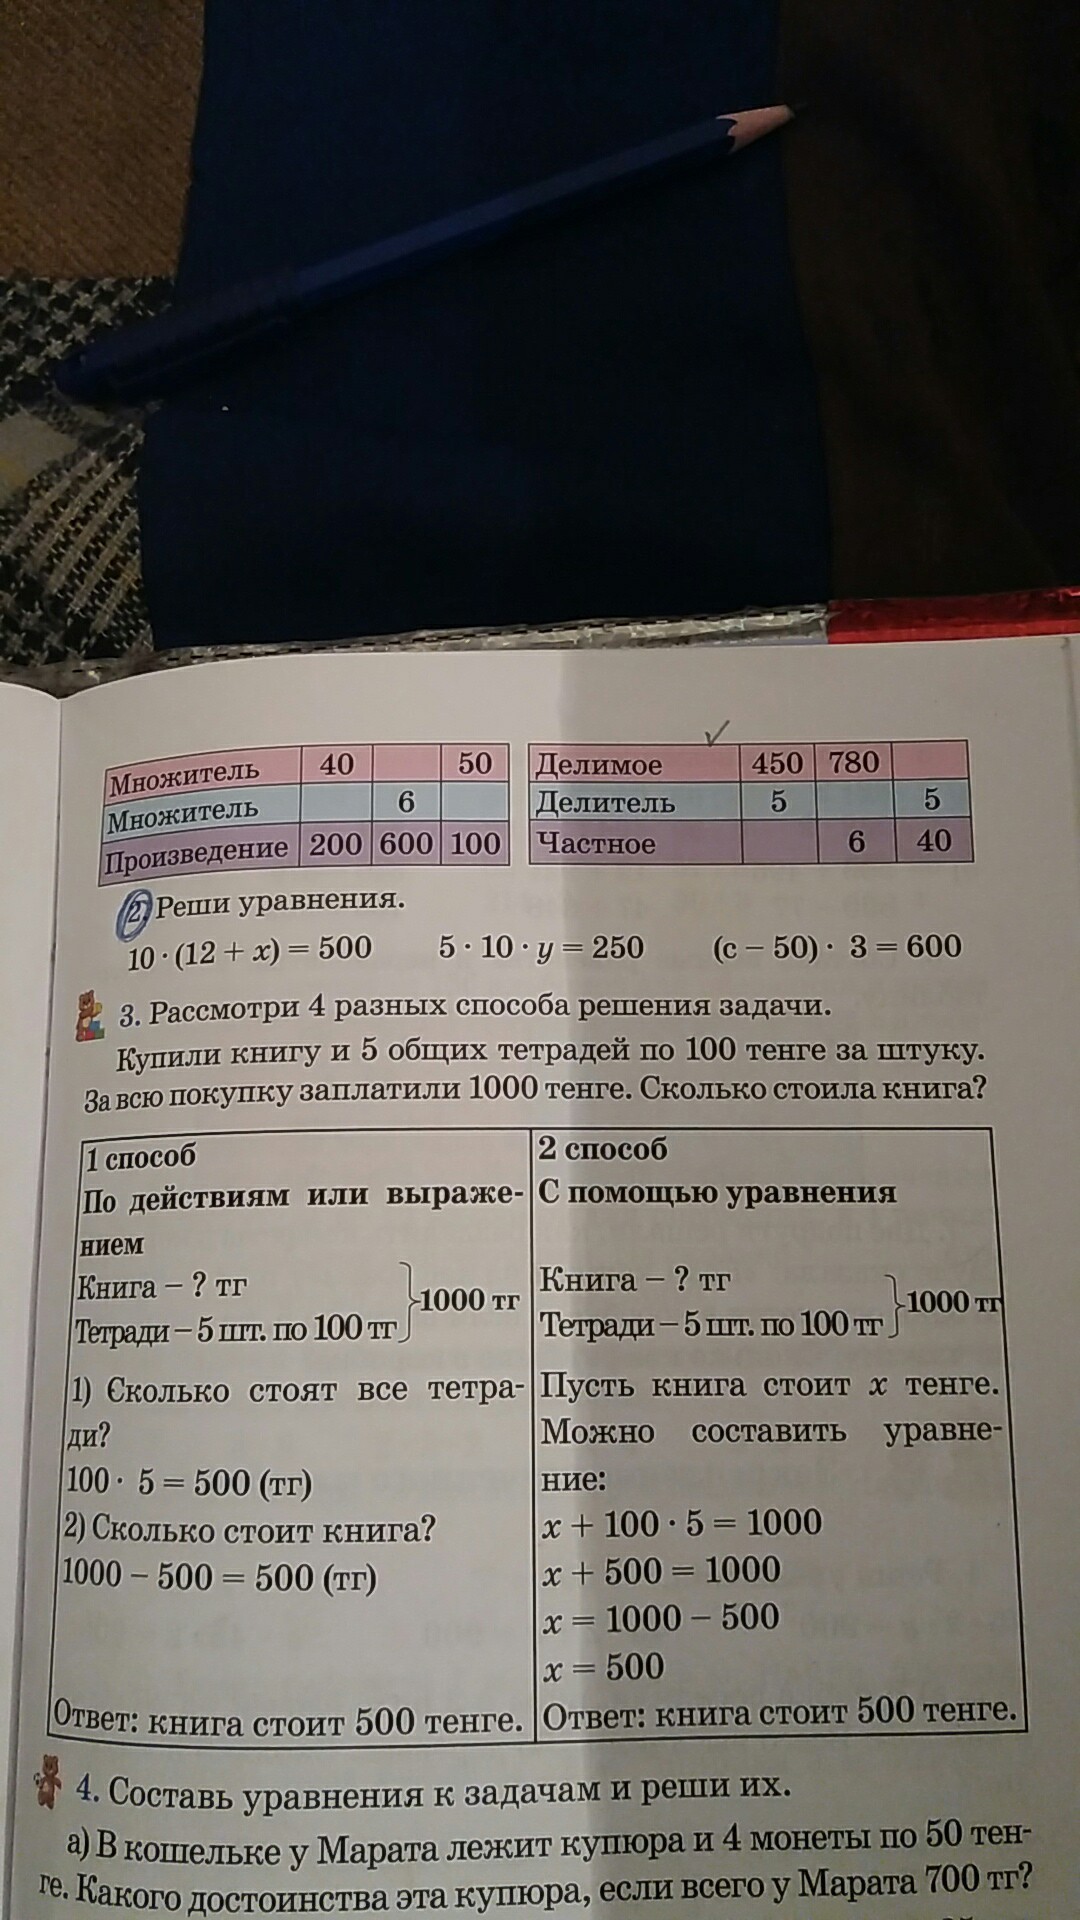 Множитель 40 50
Множитель 6
Произведение 200 600 100
Делимое 450 780
Делитель 5 5
Частное 6 40
2. Реши уравнения.
10 · (12 + x) = 500 5 · 10 · y = 250 (c – 50) · 3 = 600
3. Рассмотри 4 разных способа решения задачи.
Купили книгу и 5 общих тетрадей по 100 тенге за штуку.
За всю покупку заплатили 1000 тенге. Сколько стоила книга?
1 способ
По действиям или выраже-
нием
Книга – ? тг
Тетради – 5 шт. по 100 тг
1000 тг
1) Сколько стоят все тетра-
ди?
100 · 5 = 500 (тг)
2) Сколько стоит книга?
1000 – 500 = 500 (тг)
Ответ: книга стоит 500 тенге.
2 способ
С помощью уравнения
Книга – ? тг
Тетради – 5 шт. по 100 тг
1000 тг
Пусть книга стоит x тенге.
Можно составить уравне-
ние:
x + 100 · 5 = 1000
x + 500 = 1000
x = 1000 – 500
x = 500
Ответ: книга стоит 500 тенге.
4. Составь уравнения к задачам и реши их.
а) В кошельке у Марата лежит купюра и 4 монеты по 50 тен-
ге. Какого достоинства эта купюра, если всего у Марата 700 тг?